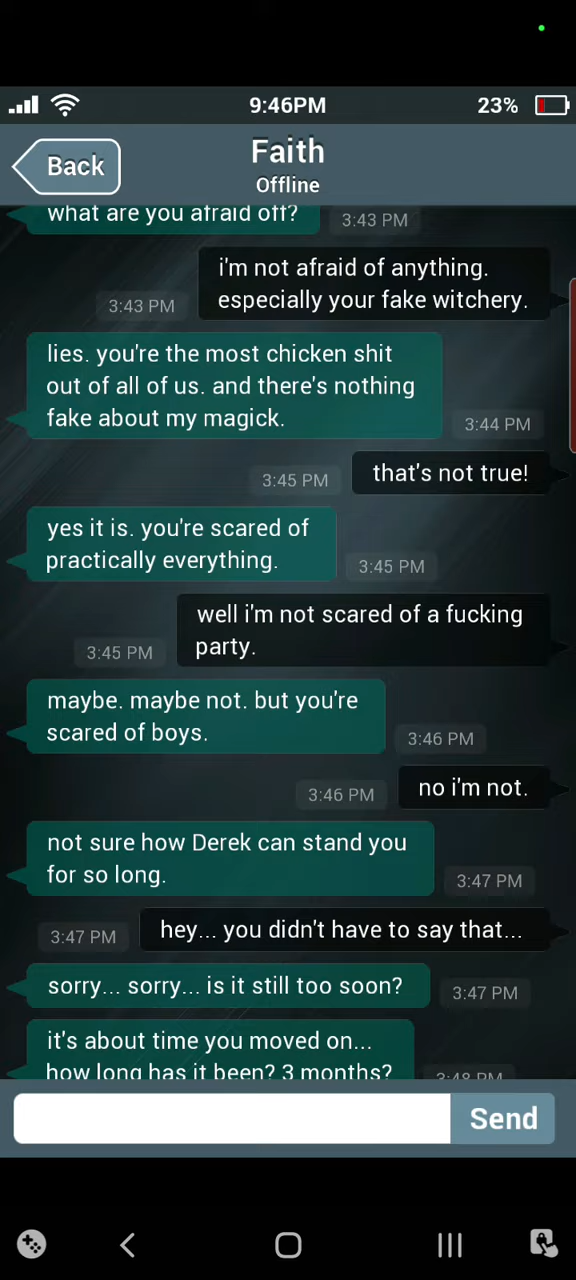 9:46PM
23%
Back
Faith
Offline
what are you afraid off?
3:43 PM
i'm not afraid of anything.
especially your fake witchery.
3:43 PM
lies. you're the most chicken shit
out of all of us. and there's nothing
fake about my magick.
3:44 PM
that's not true!
3:45 PM
yes it is. you're scared of
practically everything.
3:45 PM
well i'm not scared of a fucking
party.
3:45 PM
maybe. maybe not. but you're
scared of boys.
3:46 PM
no i'm not.
3:46 PM
not sure how Derek can stand you
for so long.
3:47 PM
hey... you didn't have to say that...
3:47 PM
sorry... sorry... is it still too soon?
3:47 PM
it's about time you moved on...
how long has it been? 3 months?
3:48 PM
Send